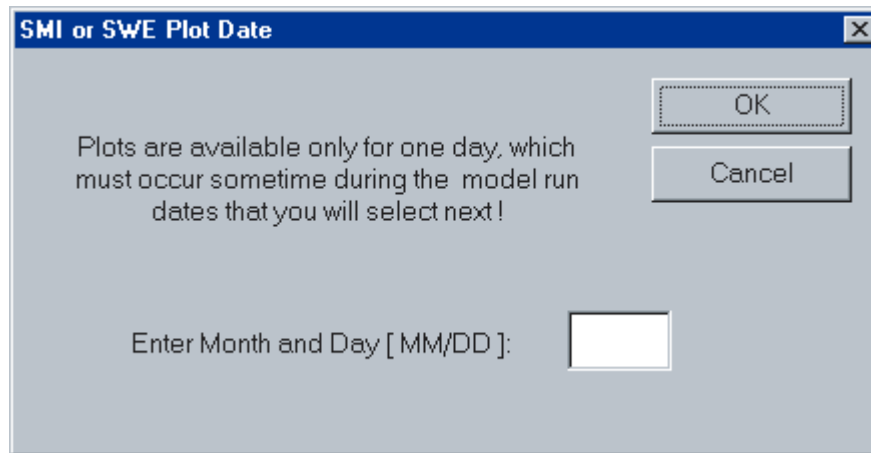 SMI or SWE Plot Date
OK
Plots are available only for one day, which
must occur sometime during the model run
dates that you will select next !
Cancel
Enter Month and Day [ MM/DD ]: